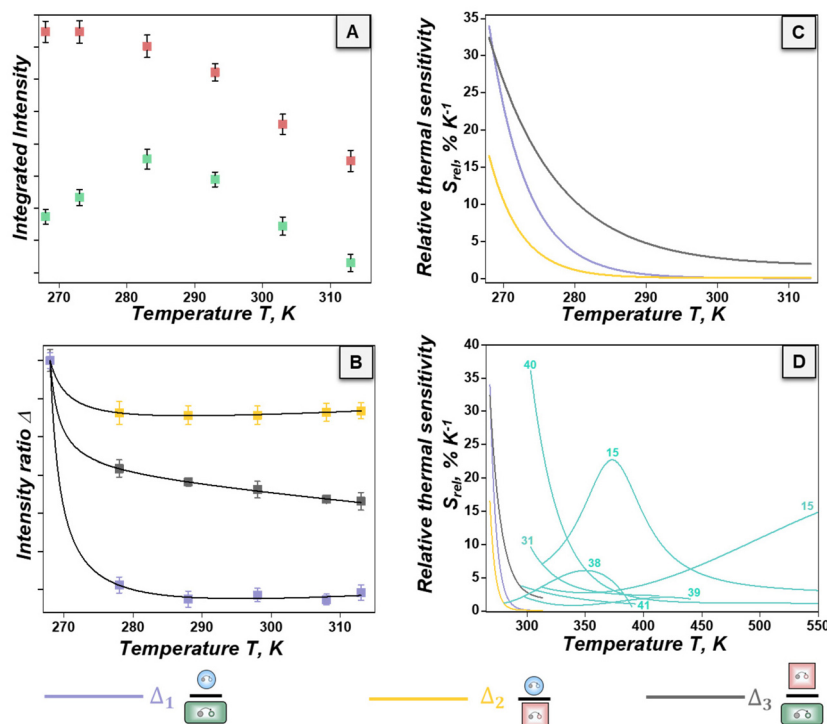 A
Integrated Intensity
270 280 290 300 310
Temperature T, K
C
Relative thermal sensitivity
S_rel, % K⁻¹
40
35
30
25
20
15
10
5
0
270 280 290 300 310
Temperature T, K
B
Intensity ratio Δ
270 280 290 300 310
Temperature T, K
D
Relative thermal sensitivity
S_rel, % K⁻¹
40
35
30
25
20
15
10
5
0
40
15
15
31
38
39
41
300 350 400 450 500 550
Temperature T, K
Δ₁
Δ₂
Δ₃